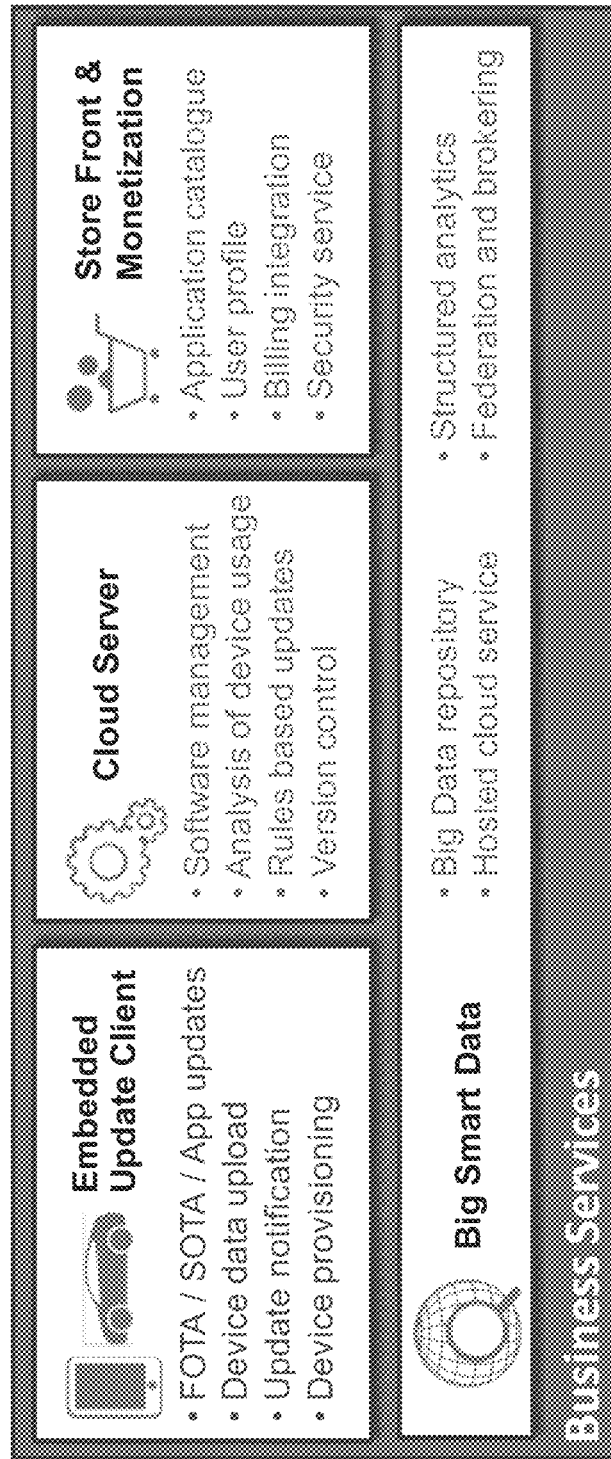 Embedded
Update Client
• FOTA / SOTA / App updates
• Device data upload
• Update notification
• Device provisioning
Cloud Server
• Software management
• Analysis of device usage
• Rules based updates
• Version control
Store Front &
Monetization
• Application catalogue
• User profile
• Billing integration
• Security service
Big Smart Data
• Big Data repository
• Hosted cloud service
• Structured analytics
• Federation and brokering
Business Services